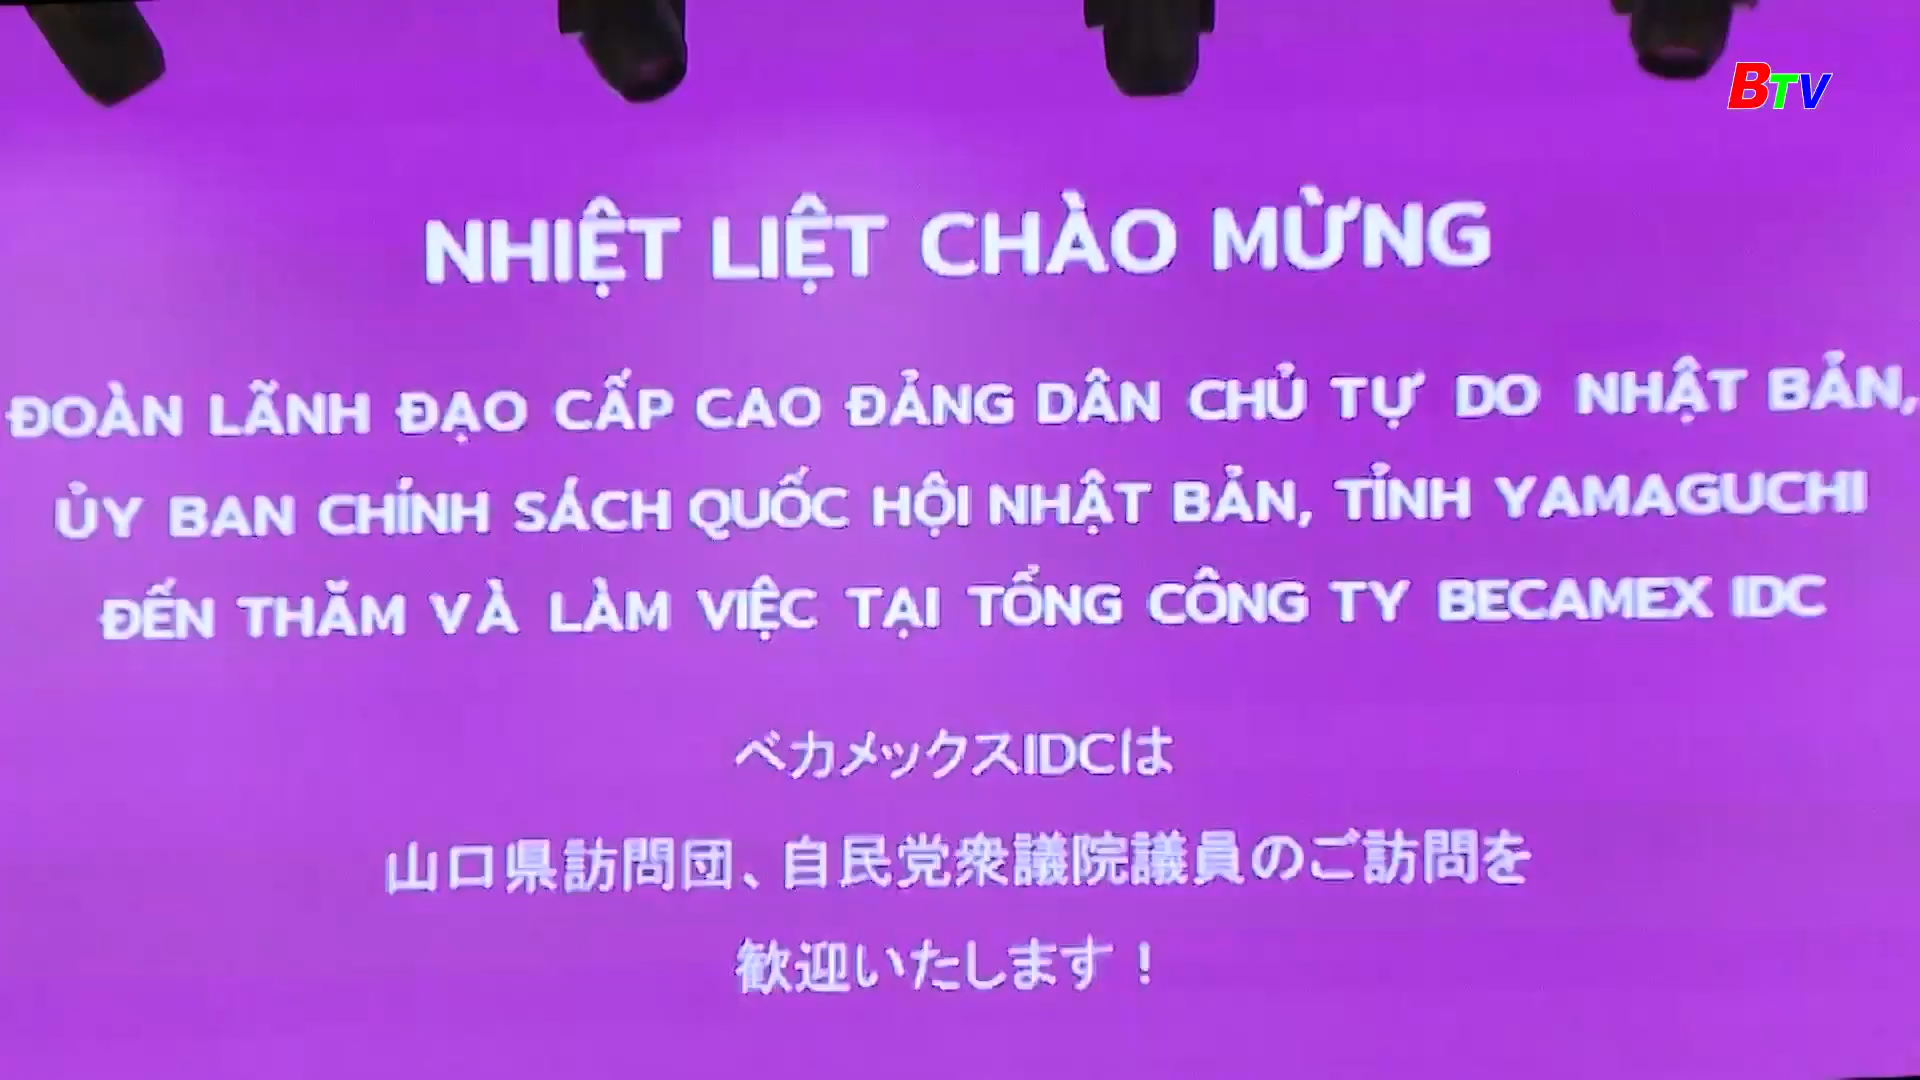 BTV
NHIỆT LIỆT CHÀO MỪNG
ĐOÀN LÃNH ĐẠO CẤP CAO ĐẢNG DÂN CHỦ TỰ DO NHẬT BẢN,
ỦY BAN CHÍNH SÁCH QUỐC HỘI NHẬT BẢN, TỈNH YAMAGUCHI
ĐẾN THĂM VÀ LÀM VIỆC TẠI TỔNG CÔNG TY BECAMEX IDC
ベカメックスIDCは
山口県訪問団、自民党衆議院議員のご訪問を
歓迎いたします！